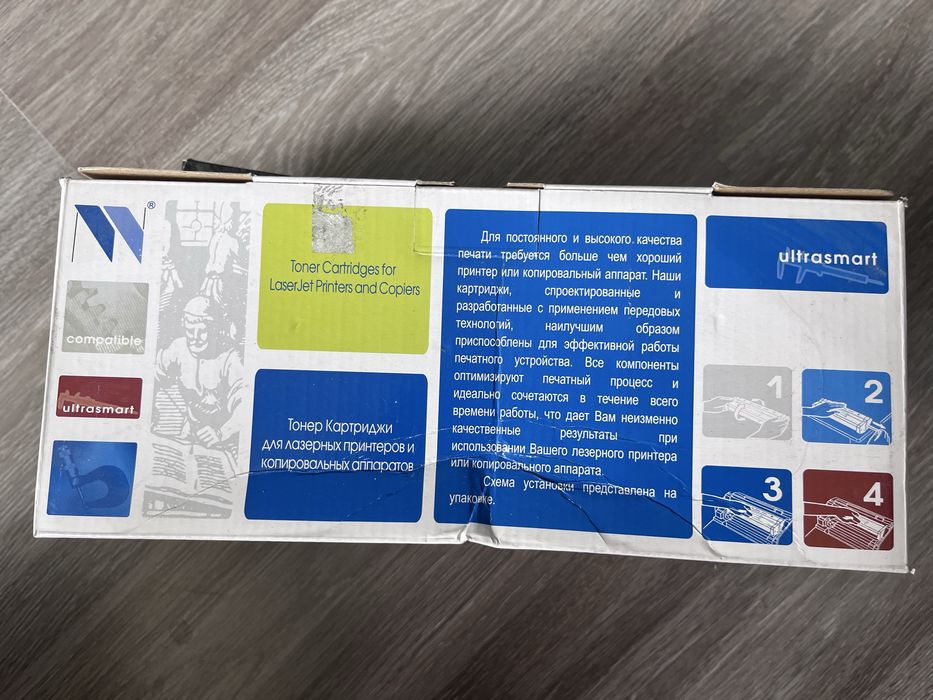 ®
compatible
ultrasmart
Toner Cartridges for
LaserJet Printers and Copiers
Тонер Картриджи
для лазерных принтеров и
копировальных аппаратов
Для постоянного и высокого качества
печати требуется больше чем хороший
принтер или копировальный аппарат. Наши
картриджи, спроектированные и
разработанные с применением передовых
технологий, наилучшим образом
приспособлены для эффективной работы
печатного устройства. Все компоненты
оптимизируют печатный процесс и
идеально сочетаются в течение всего
времени работы, что дает Вам неизменно
качественные результаты при
использовании Вашего лезерного принтера
или копировального аппарата.
Схема установки представлена на
упаковке.
ultrasmart
1
2
3
4